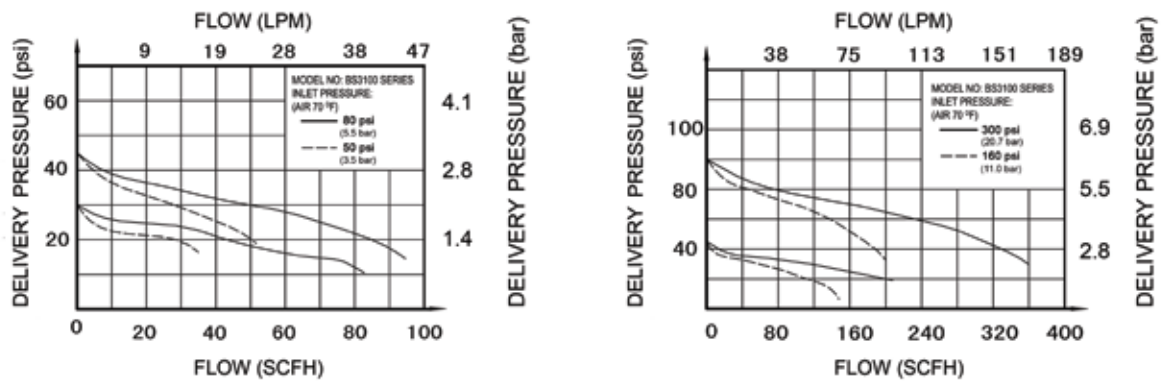 FLOW (LPM)
9 19 28 38 47
DELIVERY PRESSURE (psi)
60
40
20
MODEL NO: BS3100 SERIES
INLET PRESSURE:
(AIR 70 °F)
80 psi
(5.5 bar)
50 psi
(3.5 bar)
4.1
2.8
1.4
DELIVERY PRESSURE (bar)
0 20 40 60 80 100
FLOW (SCFH)
FLOW (LPM)
38 75 113 151 189
DELIVERY PRESSURE (psi)
100
80
40
MODEL NO: BS3100 SERIES
INLET PRESSURE:
(AIR 70 °F)
300 psi
(20.7 bar)
160 psi
(11.0 bar)
6.9
5.5
2.8
DELIVERY PRESSURE (bar)
0 80 160 240 320 400
FLOW (SCFH)